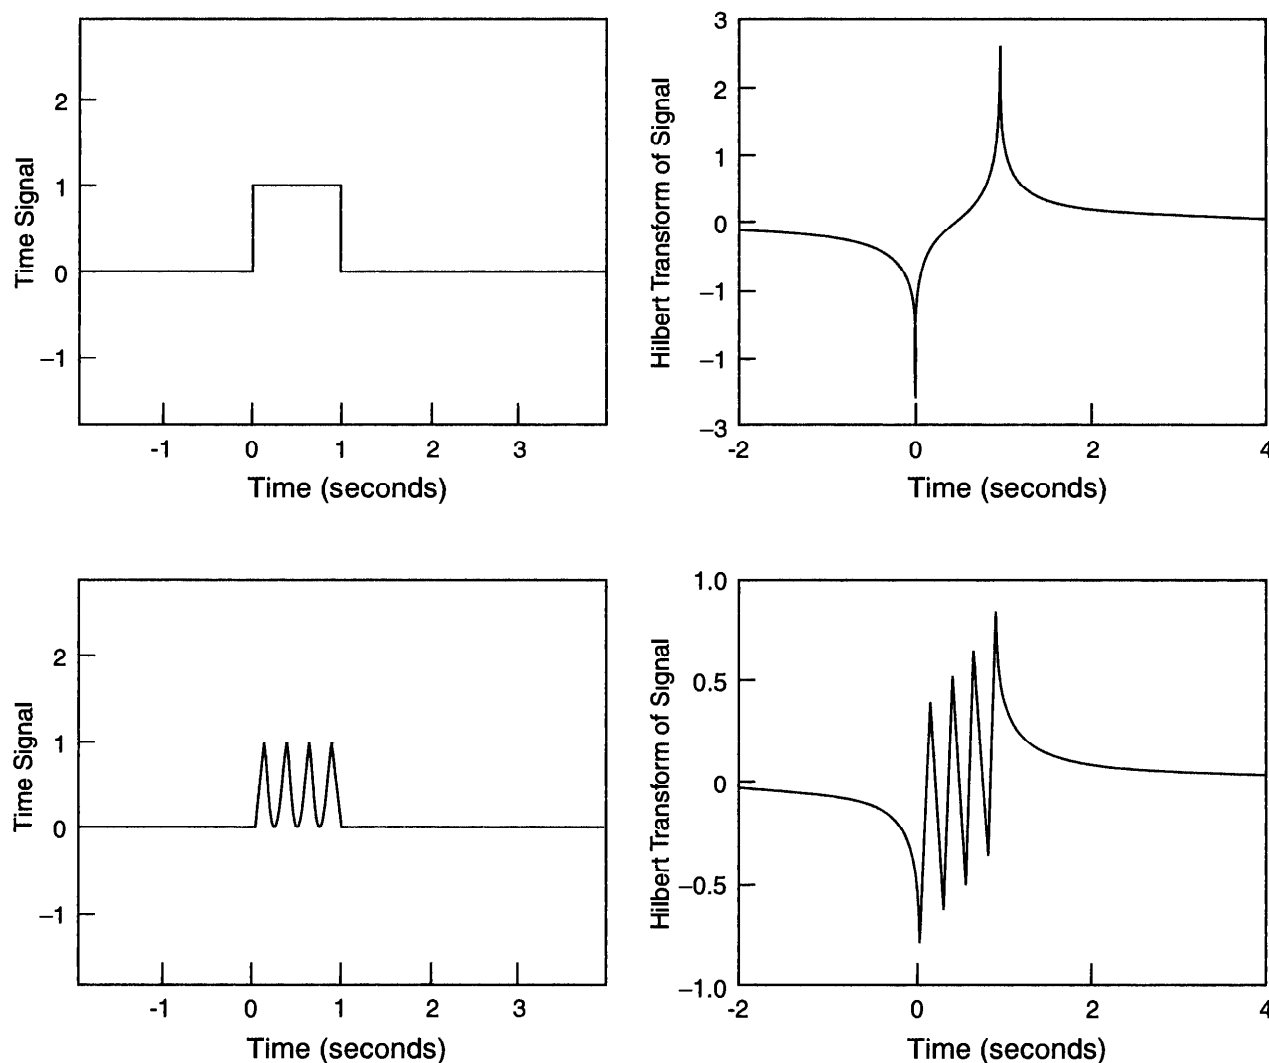 Time Signal
2
1
0
–1
-1 0 1 2 3
Time (seconds)
Hilbert Transform of Signal
3
2
1
0
–1
–1
–3
-2 0 2 4
Time (seconds)
Time Signal
2
1
0
–1
-1 0 1 2 3
Time (seconds)
Hilbert Transform of Signal
1.0
0.5
0
–0.5
–1.0
-2 0 2 4
Time (seconds)